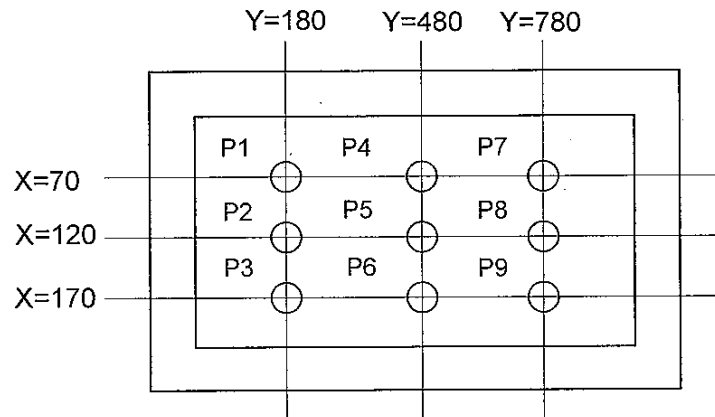 Y=180 Y=480 Y=780
P1 P4 P7
X=70
P2 P5 P8
X=120
P3 P6 P9
X=170